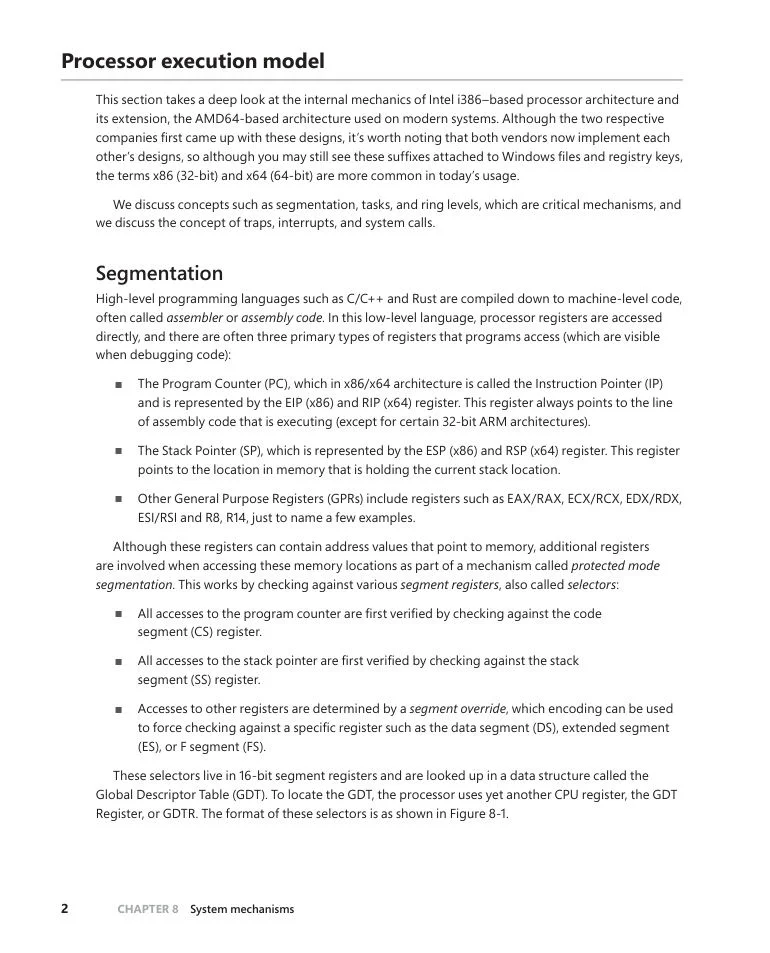 Processor execution model
This section takes a deep look at the internal mechanics of Intel i386–based processor architecture and
its extension, the AMD64-based architecture used on modern systems. Although the two respective
companies first came up with these designs, it’s worth noting that both vendors now implement each
other’s designs, so although you may still see these suffixes attached to Windows files and registry keys,
the terms x86 (32-bit) and x64 (64-bit) are more common in today’s usage.
We discuss concepts such as segmentation, tasks, and ring levels, which are critical mechanisms, and
we discuss the concept of traps, interrupts, and system calls.
Segmentation
High-level programming languages such as C/C++ and Rust are compiled down to machine-level code,
often called assembler or assembly code. In this low-level language, processor registers are accessed
directly, and there are often three primary types of registers that programs access (which are visible
when debugging code):
■ The Program Counter (PC), which in x86/x64 architecture is called the Instruction Pointer (IP)
and is represented by the EIP (x86) and RIP (x64) register. This register always points to the line
of assembly code that is executing (except for certain 32-bit ARM architectures).
■ The Stack Pointer (SP), which is represented by the ESP (x86) and RSP (x64) register. This register
points to the location in memory that is holding the current stack location.
■ Other General Purpose Registers (GPRs) include registers such as EAX/RAX, ECX/RCX, EDX/RDX,
ESI/RSI and R8, R14, just to name a few examples.
Although these registers can contain address values that point to memory, additional registers
are involved when accessing these memory locations as part of a mechanism called protected mode
segmentation. This works by checking against various segment registers, also called selectors:
■ All accesses to the program counter are first verified by checking against the code
segment (CS) register.
■ All accesses to the stack pointer are first verified by checking against the stack
segment (SS) register.
■ Accesses to other registers are determined by a segment override, which encoding can be used
to force checking against a specific register such as the data segment (DS), extended segment
(ES), or F segment (FS).
These selectors live in 16-bit segment registers and are looked up in a data structure called the
Global Descriptor Table (GDT). To locate the GDT, the processor uses yet another CPU register, the GDT
Register, or GDTR. The format of these selectors is as shown in Figure 8-1.
2 CHAPTER 8 System mechanisms